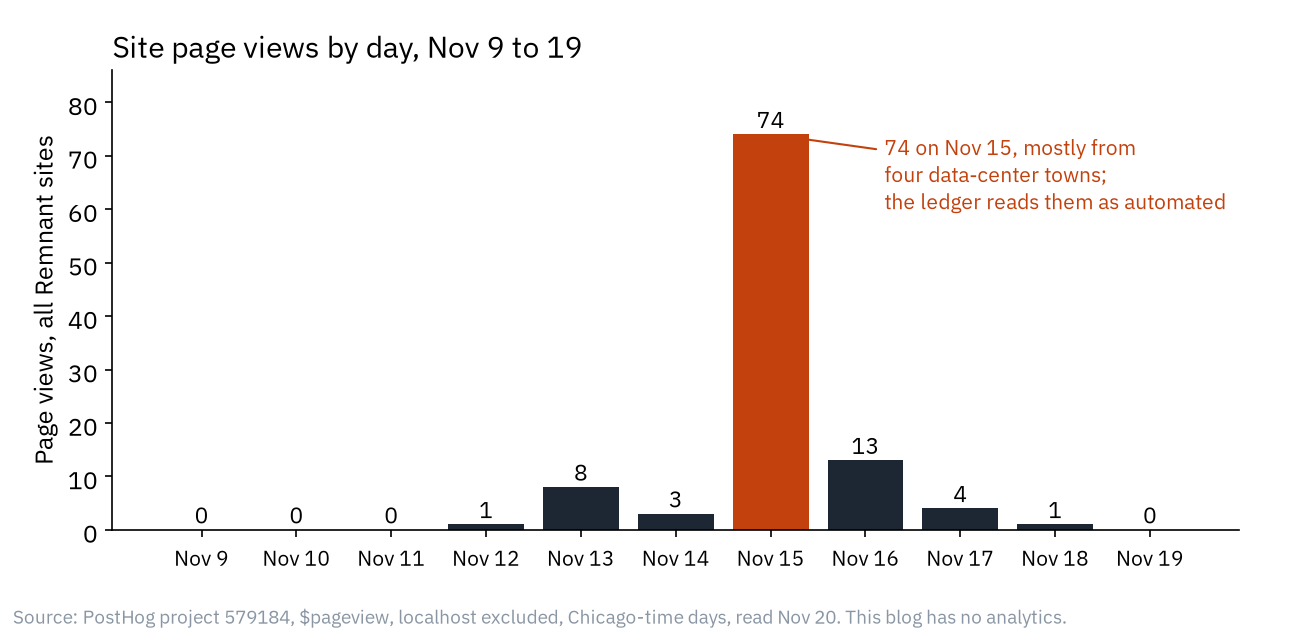 Site page views by day, Nov 9 to 19
Page views, all Remnant sites
80
70
60
50
40
30
20
10
0
0
0
0
1
8
3
74
13
4
1
0
74 on Nov 15, mostly from
four data-center towns;
the ledger reads them as automated
Nov 9
Nov 10
Nov 11
Nov 12
Nov 13
Nov 14
Nov 15
Nov 16
Nov 17
Nov 18
Nov 19
Source: PostHog project 579184, $pageview, localhost excluded, Chicago-time days, read Nov 20. This blog has no analytics.